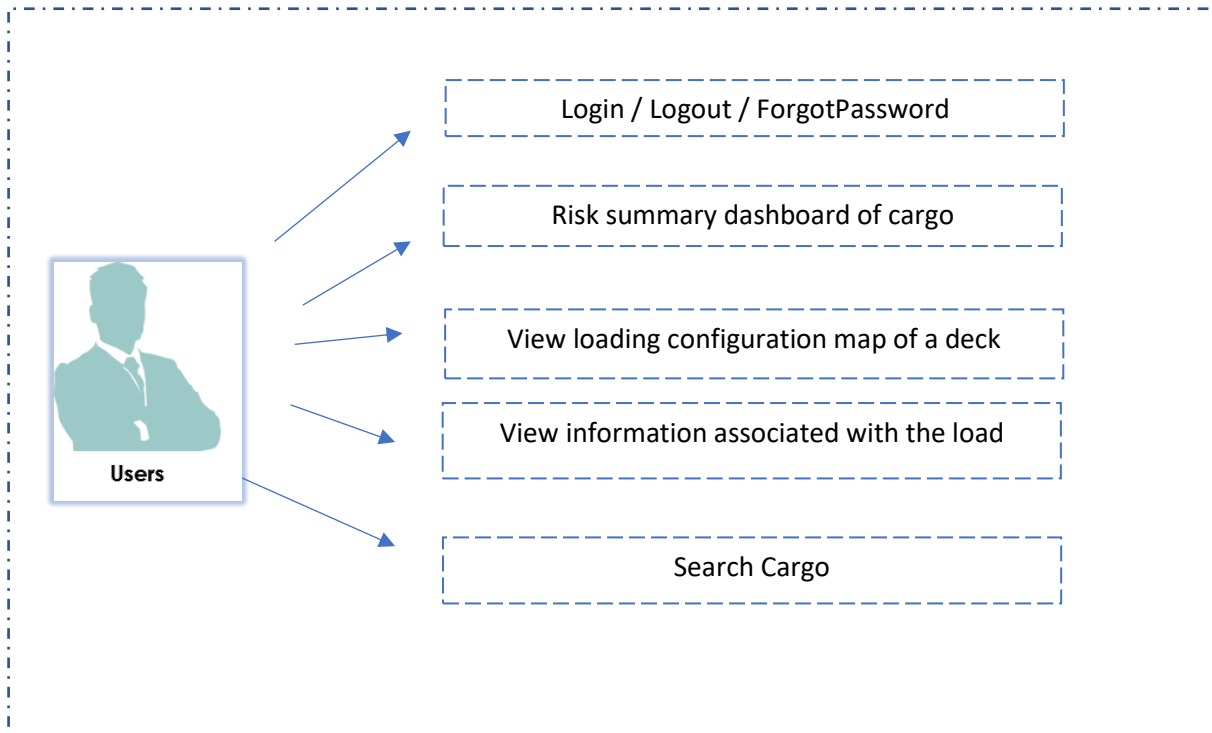 Login / Logout / ForgotPassword
Risk summary dashboard of cargo
View loading configuration map of a deck
View information associated with the load
Users
Search Cargo